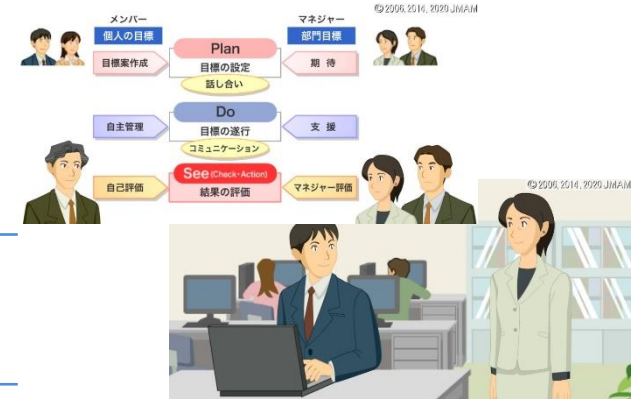 ©2006, 2014, 2020 JMAM
メンバー
個人の目標
マネジャー
部門目標
目標案作成
Plan
目標の設定
話し合い
期 待
自主管理
Do
目標の遂行
コミュニケーション
支 援
自己評価
See (Check・Action)
結果の評価
マネジャー評価
©2006, 2014, 2020 JMAM